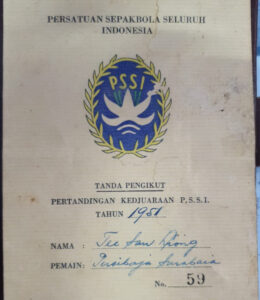 PERSATUAN SEPAKBOLA SELURUH
INDONESIA
PSSI
TANDA PENGIKUT
PERTANDINGAN KEDJUARAAN P.S.S.I.
TAHUN 1951
NAMA : Tee San Liong
PEMAIN: Persibaja Surabaia
No. 59